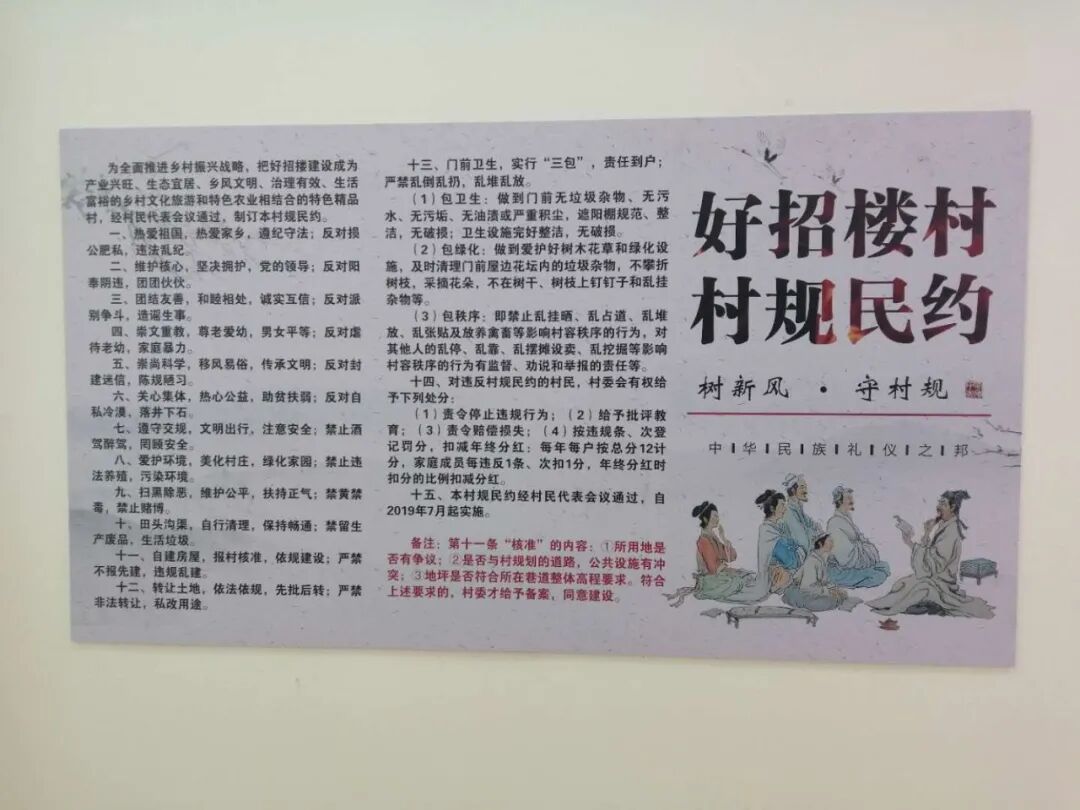 为全面推进乡村振兴战略，把好招楼建设成为
产业兴旺、生态宜居、乡风文明、治理有效、生活
富裕的乡村文化旅游和特色农业相结合的特色精品
村，经村民代表会议通过，制订本村规民约。
一、热爱祖国，热爱家乡，遵纪守法；反对损
公肥私，违法乱纪。
二、维护核心，坚决拥护，党的领导；反对阳
奉阴违，团团伙伙。
三、团结友善，和睦相处，诚实互信；反对派
别争斗，造谣生事。
四、崇文重教，尊老爱幼，男女平等；反对虐
待老幼，家庭暴力。
五、崇尚科学，移风易俗，传承文明；反对封
建迷信，陈规陋习。
六、关心集体，热心公益，助贫扶弱；反对自
私冷漠，落井下石。
七、遵守交规，文明出行，注意安全；禁止酒
驾醉驾，罔顾安全。
八、爱护环境，美化村庄，绿化家园；禁止违
法养殖，污染环境。
九、扫黑除恶，维护公平，扶持正气；禁黄禁
毒，禁止赌博。
十、田头沟渠，自行清理，保持畅通；禁留生
产废品，生活垃圾。
十一、自建房屋，报村核准，依规建设；严禁
不报先建，违规乱建。
十二、转让土地，依法依规，先批后转；严禁
非法转让，私改用途。
十三、门前卫生，实行“三包”，责任到户；
严禁乱倒乱扔，乱堆乱放。
（1）包卫生：做到门前无垃圾杂物、无污
水、无污垢、无油渍或严重积尘，遮阳棚规范、整
洁，无破损；卫生设施完好整洁，无破损。
（2）包绿化：做到爱护好树木花草和绿化设
施，及时清理门前屋边花坛内的垃圾杂物，不攀折
树枝，采摘花朵，不在树干、树枝上钉钉子和乱挂
杂物等。
（3）包秩序：即禁止乱挂晒、乱占道、乱堆
放、乱张贴及放养禽畜等影响村容秩序的行为，对
其他人的乱停、乱靠、乱摆摊设卖、乱挖掘等影响
村容秩序的行为有监督、劝说和举报的责任等。
十四、对违反村规民约的村民，村委会有权给
予下列处分：
（1）责令停止违规行为；（2）给予批评教
育；（3）责令赔偿损失；（4）按违规条、次登
记罚分，扣减年终分红：每年每户按总分12计
分，家庭成员每违反1条、次扣1分，年终分红时
扣分的比例扣减分红。
十五、本村规民约经村民代表会议通过，自
2019年7月起实施。
备注：第十一条“核准”的内容：①所用地是
否有争议；②是否与村规划的道路，公共设施有冲
突；③地坪是否符合所在巷道整体高程要求。符合
上述要求的，村委才给予备案，同意建设。
好招楼村
村规民约
树新风·守村规
中华民族礼仪之邦